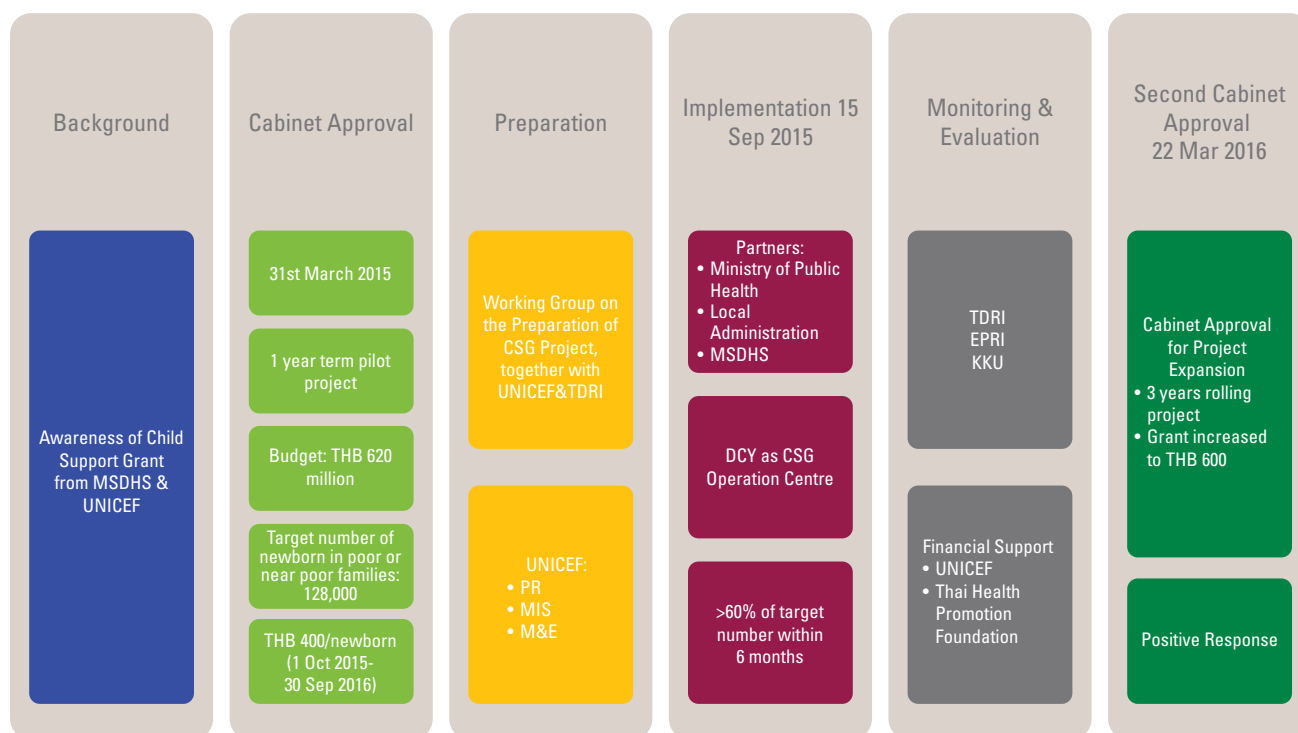 Background
Awareness of Child
Support Grant
from MSDHS &
UNICEF
Cabinet Approval
31st March 2015
1 year term pilot
project
Budget: THB 620
million
Target number of
newborn in poor or
near poor families:
128,000
THB 400/newborn
(1 Oct 2015-
30 Sep 2016)
Preparation
Working Group on
the Preparation of
CSG Project,
together with
UNICEF&TDRI
UNICEF:
• PR
• MIS
• M&E
Implementation 15
Sep 2015
Partners:
• Ministry of Public
Health
• Local
Administration
• MSDHS
DCY as CSG
Operation Centre
>60% of target
number within
6 months
Monitoring &
Evaluation
TDRI
EPRI
KKU
Financial Support
• UNICEF
• Thai Health
Promotion
Foundation
Second Cabinet
Approval
22 Mar 2016
Cabinet Approval
for Project
Expansion
• 3 years rolling
project
• Grant increased
to THB 600
Positive Response